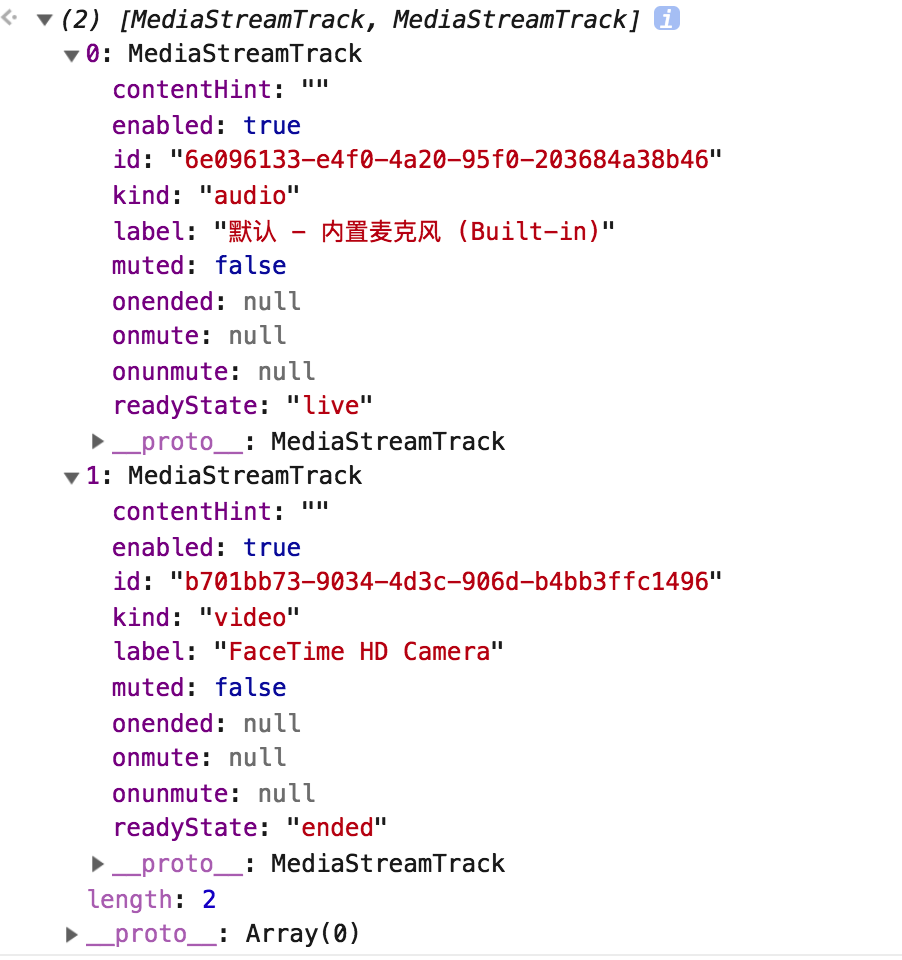 (2) [MediaStreamTrack, MediaStreamTrack] i
0: MediaStreamTrack
contentHint: ""
enabled: true
id: "6e096133-e4f0-4a20-95f0-203684a38b46"
kind: "audio"
label: "默认 - 内置麦克风 (Built-in)"
muted: false
onended: null
onmute: null
onunmute: null
readyState: "live"
__proto__: MediaStreamTrack
1: MediaStreamTrack
contentHint: ""
enabled: true
id: "b701bb73-9034-4d3c-906d-b4bb3ffc1496"
kind: "video"
label: "FaceTime HD Camera"
muted: false
onended: null
onmute: null
onunmute: null
readyState: "ended"
__proto__: MediaStreamTrack
length: 2
__proto__: Array(0)